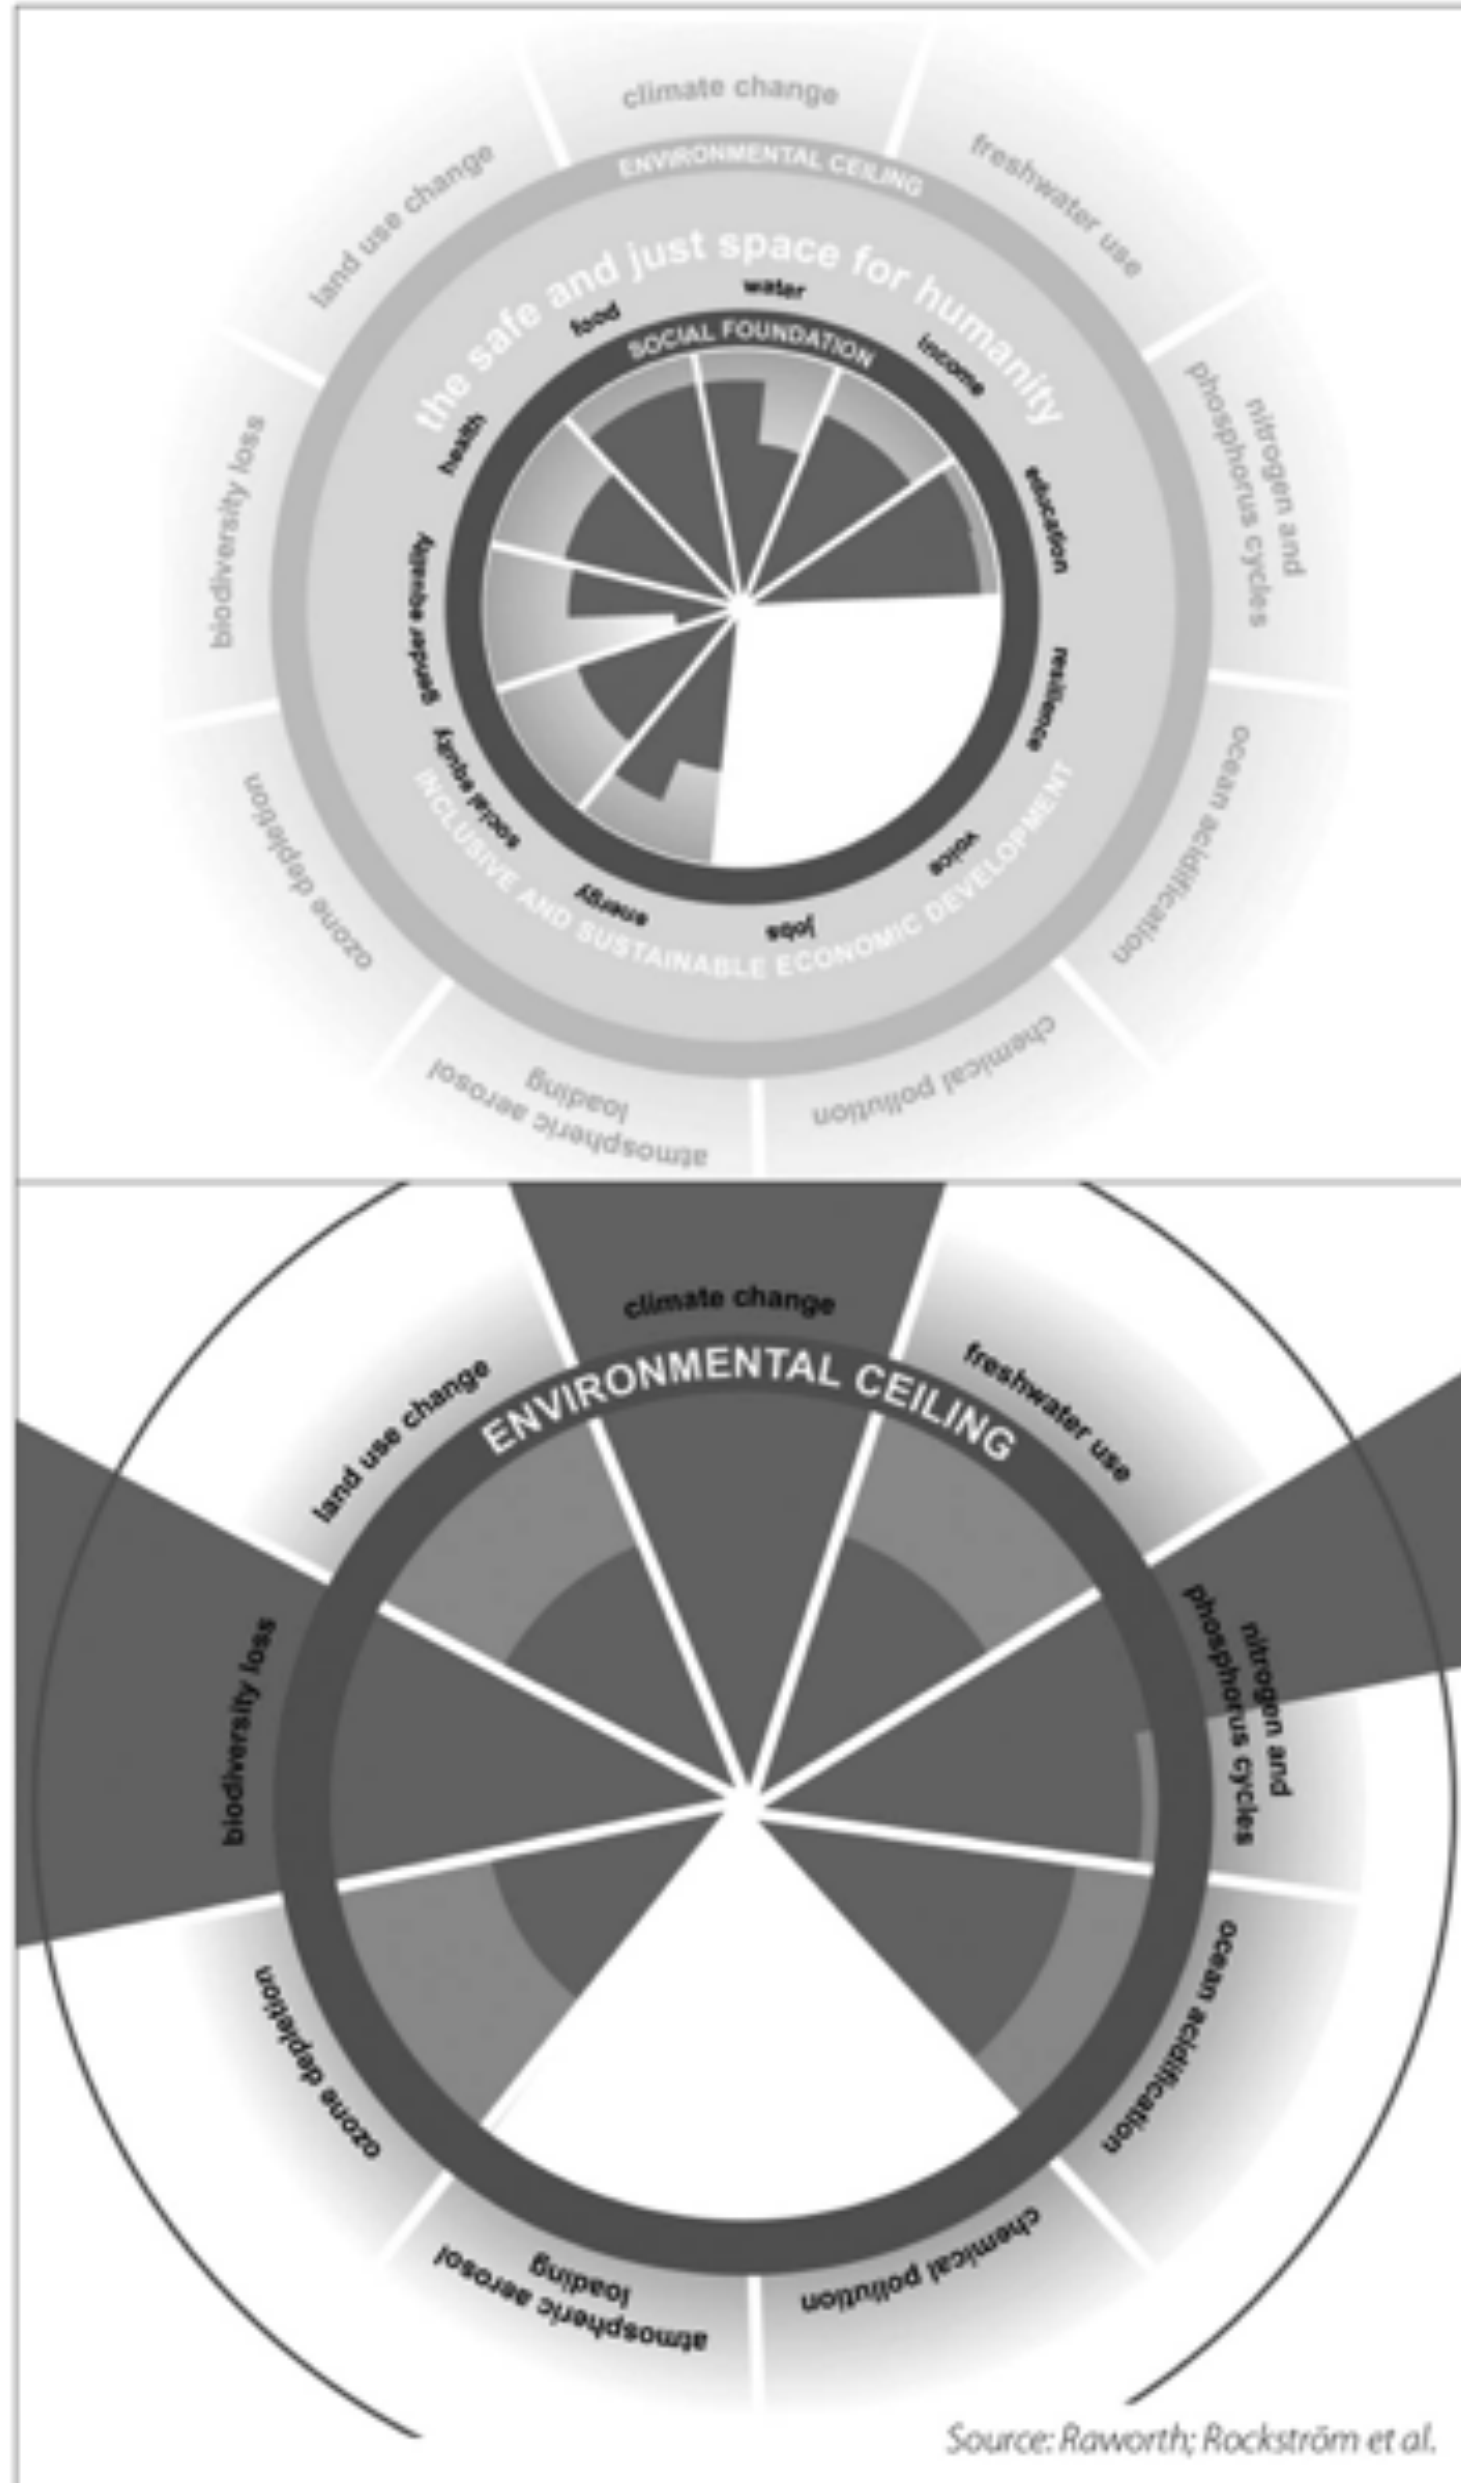 climate change
ENVIRONMENTAL CEILING
land use change
freshwater use
the safe and just space for humanity
water
food
SOCIAL FOUNDATION
income
health
education
nitrogen and
phosphorus cycles
biodiversity loss
Gender equality
resilience
social equity
voice
ocean acidification
ozone depletion
energy
jobs
INCLUSIVE AND SUSTAINABLE ECONOMIC DEVELOPMENT
chemical pollution
atmospheric aerosol
loading
climate change
ENVIRONMENTAL CEILING
land use change
freshwater use
nitrogen and
phosphorus cycles
biodiversity loss
ocean acidification
ozone depletion
chemical pollution
atmospheric aerosol
loading
Source: Raworth; Rockström et al.